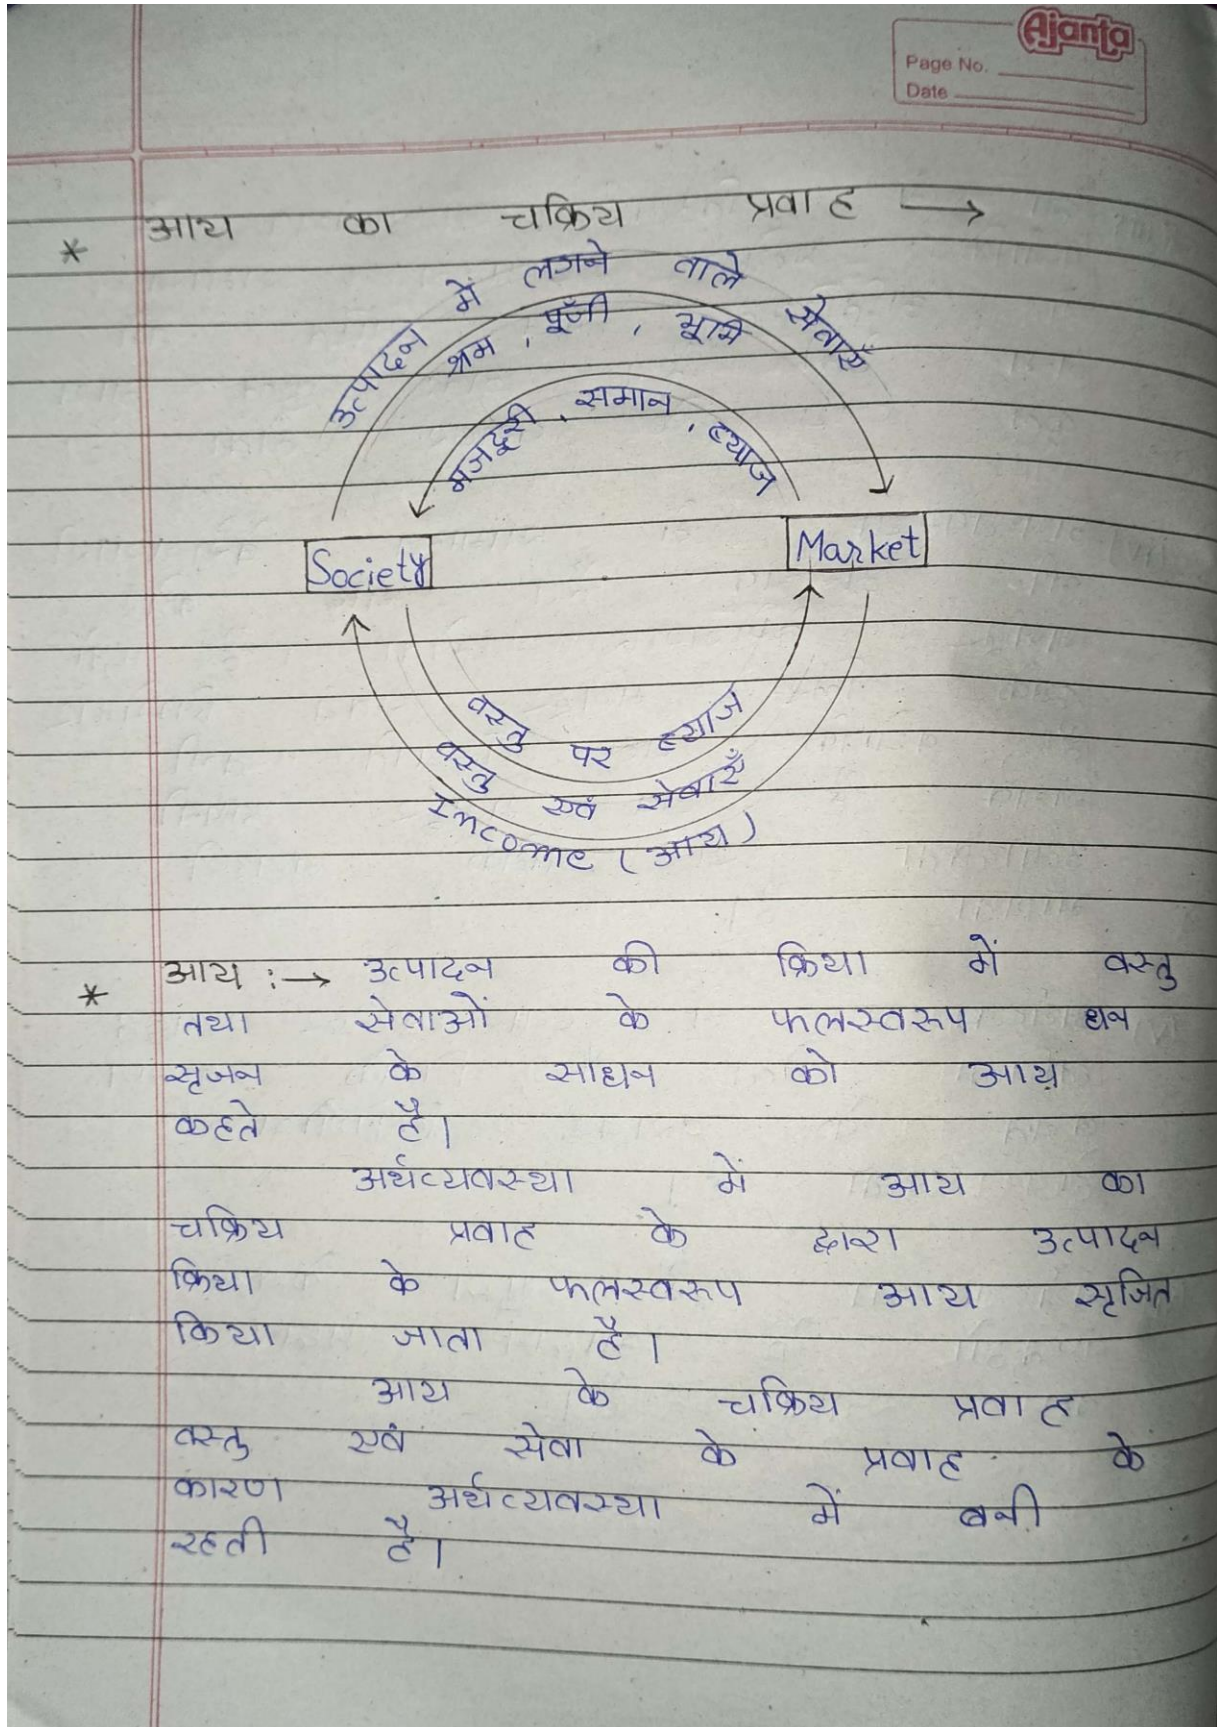 Ajanta
Page No.
Date
* आय का चक्रिय प्रवाह →
उत्पादन में लगने वाले सेवाएँ
श्रम, पूँजी, भूमि
मजदूरी, समान, ब्याज
Society
Market
वस्तु पर ब्याज
वस्तु एवं सेवाएँ
Income (आय)
* आय :→ उत्पादन की क्रिया में वस्तु
तथा सेवाओं के फलस्वरूप धन
सृजन के साधन को आय
कहते है।
अर्थव्यवस्था में आय का
चक्रिय प्रवाह के द्वारा उत्पादन
क्रिया के फलस्वरूप आय सृजित
किया जाता है।
आय के चक्रिय प्रवाह
वस्तु एवं सेवा के प्रवाह के
कारण अर्थव्यवस्था में बनी
रहती है।